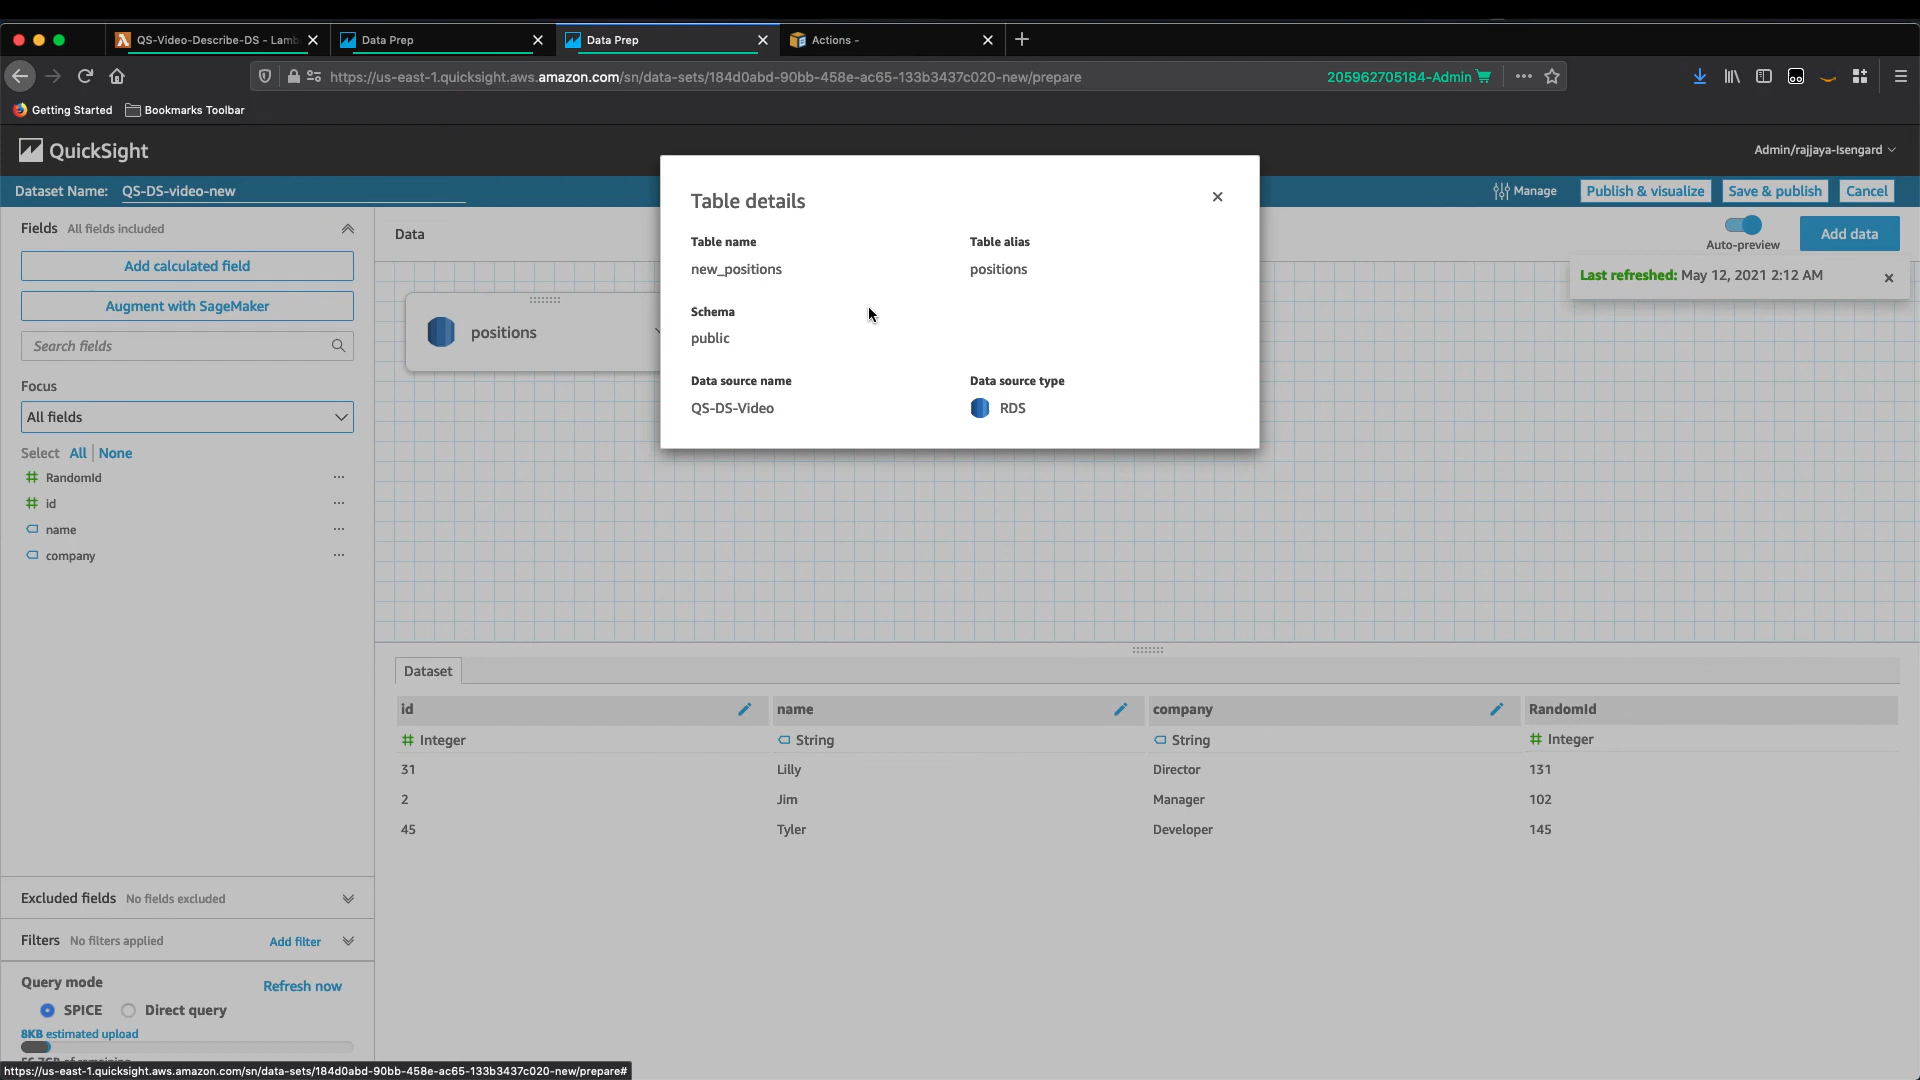 QS-Video-Describe-DS - Lamb
Data Prep
Data Prep
Actions -
https://us-east-1.quicksight.aws.amazon.com/sn/data-sets/184d0abd-90bb-458e-ac65-133b3437c020-new/prepare
205962705184-Admin
Getting Started
Bookmarks Toolbar
QuickSight
Admin/rajjaya-Isengard
Dataset Name: QS-DS-video-new
Manage
Publish & visualize
Save & publish
Cancel
Fields All fields included
Add calculated field
Augment with SageMaker
Search fields
Focus
All fields
Select All | None
RandomId
id
name
company
Excluded fields No fields excluded
Filters No filters applied Add filter
Query mode Refresh now
SPICE Direct query
8KB estimated upload
Data
Auto-preview
Add data
Last refreshed: May 12, 2021 2:12 AM
positions
Table details
Table name Table alias
new_positions positions
Schema
public
Data source name Data source type
QS-DS-Video RDS
Dataset
id name company RandomId
Integer String String Integer
31 Lilly Director 131
2 Jim Manager 102
45 Tyler Developer 145
https://us-east-1.quicksight.aws.amazon.com/sn/data-sets/184d0abd-90bb-458e-ac65-133b3437c020-new/prepare#